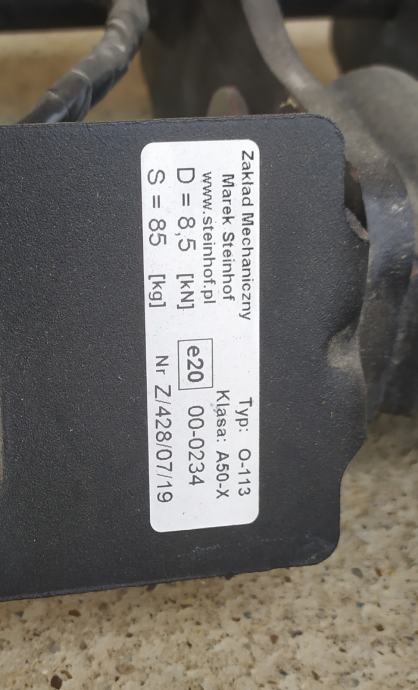 Zakład Mechaniczny
Marek Steinhof
www.steinhof.pl
Typ: O-113
Klasa: A50-X
D = 8,5 [kN]
e20 00-0234
S = 85 [kg]
Nr Z/428/07/19